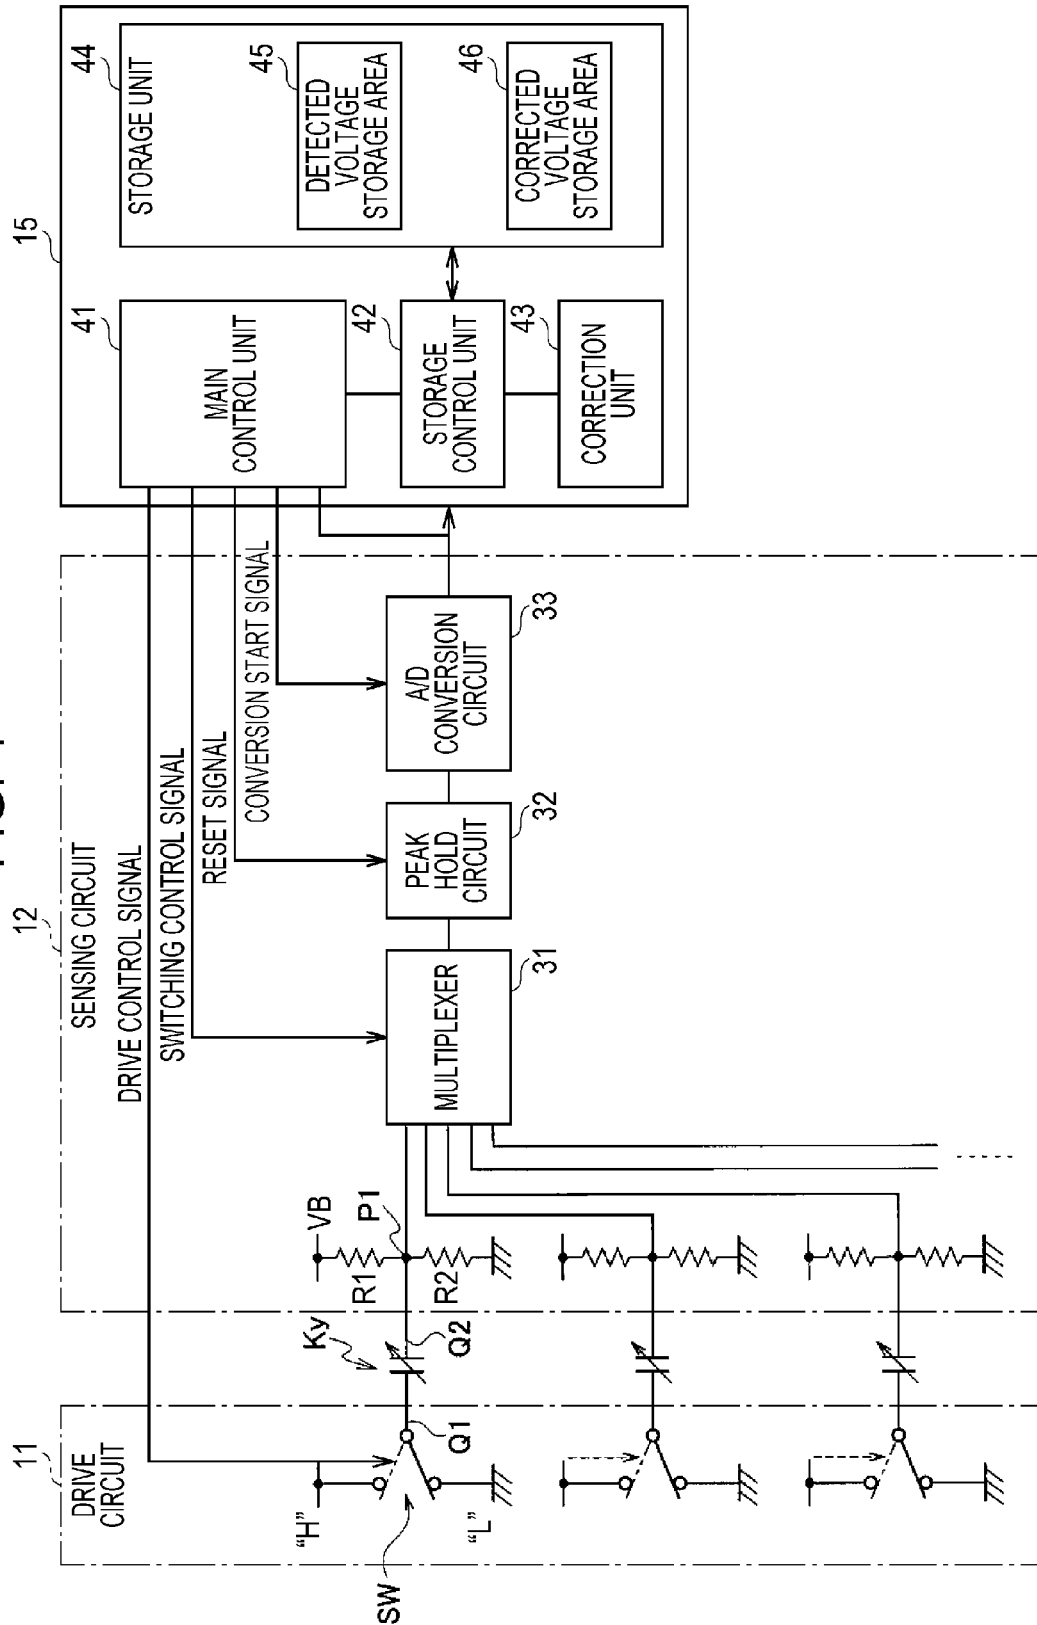 15
44
STORAGE UNIT
45
DETECTED
VOLTAGE
STORAGE AREA
46
CORRECTED
VOLTAGE
STORAGE AREA
41
MAIN
CONTROL UNIT
42
STORAGE
CONTROL UNIT
43
CORRECTION
UNIT
12
SENSING CIRCUIT
DRIVE CONTROL SIGNAL
SWITCHING CONTROL SIGNAL
RESET SIGNAL
CONVERSION START SIGNAL
A/D
CONVERSION
CIRCUIT
33
PEAK
HOLD
CIRCUIT
32
MULTIPLEXER
31
VB
R1
P1
R2
Ky
Q2
11
DRIVE
CIRCUIT
Q1
"H"
"L"
SW